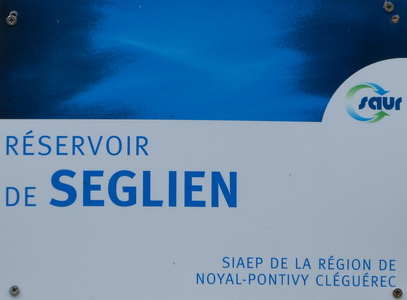 saur
RÉSERVOIR
DE SEGLIEN
SIAEP DE LA RÉGION DE
NOYAL-PONTIVY CLÉGUÉREC